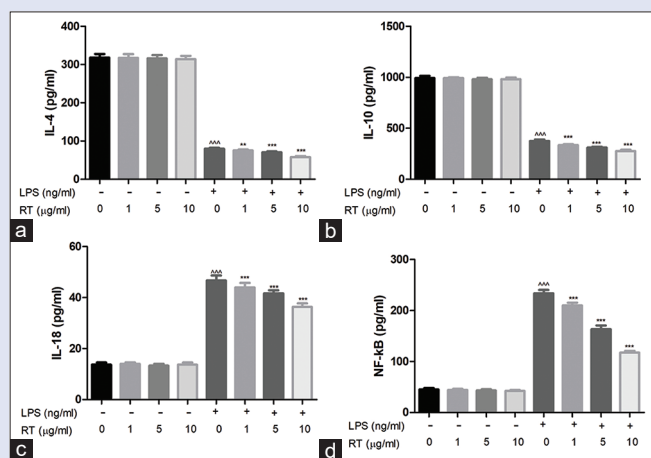 400
300
200
100
0
IL-4 (pg/ml)
^^^ ** *** ***
LPS (ng/ml) - - - - + + + +
RT (μg/ml) 0 1 5 10 0 1 5 10
a
1500
1000
500
250
0
IL-10 (pg/ml)
^^^ *** *** ***
LPS (ng/ml) - - - - + + + +
RT (μg/ml) 0 1 5 10 0 1 5 10
b
60
40
20
0
IL-18 (pg/ml)
^^^ *** *** ***
LPS (ng/ml) - - - - + + + +
RT (μg/ml) 0 1 5 10 0 1 5 10
c
300
200
100
0
NF-kB (pg/ml)
^^^ *** *** ***
LPS (ng/ml) - - - - + + + +
RT (μg/ml) 0 1 5 10 0 1 5 10
d